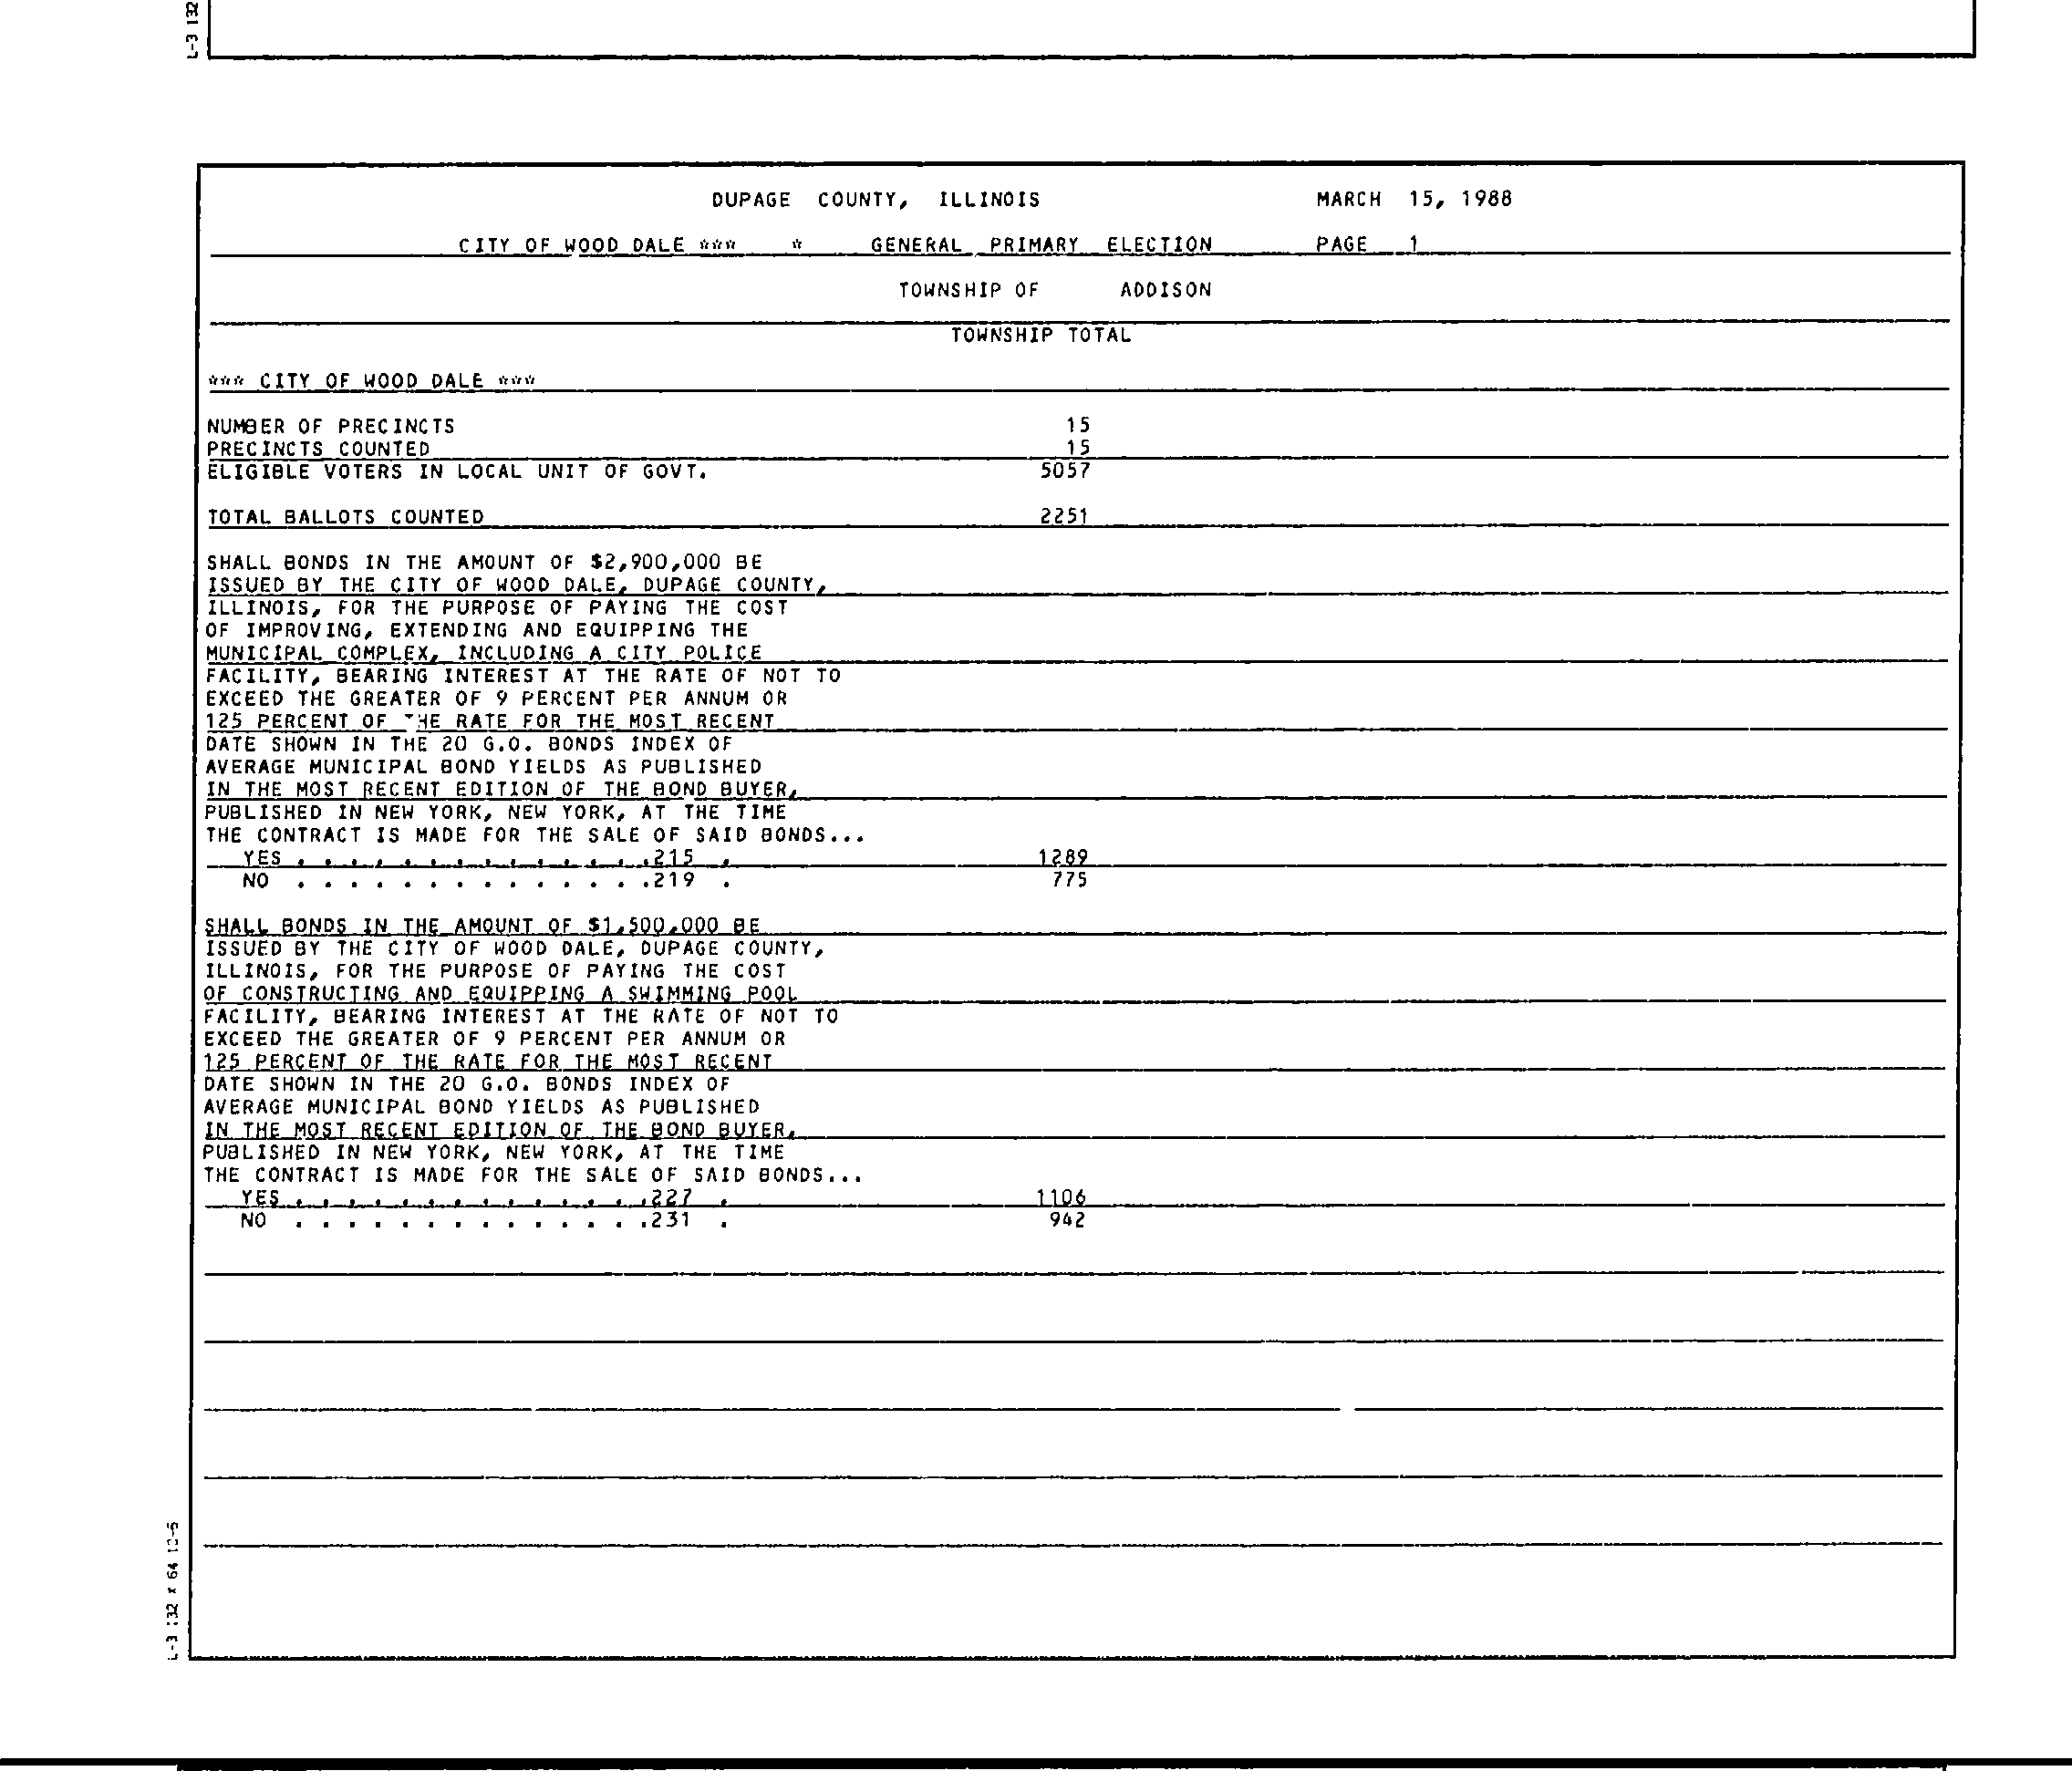 L-3 132
DUPAGE COUNTY, ILLINOIS MARCH 15, 1988
CITY OF WOOD DALE *** * GENERAL PRIMARY ELECTION PAGE 1
TOWNSHIP OF ADDISON
TOWNSHIP TOTAL
*** CITY OF WOOD DALE ***
NUMBER OF PRECINCTS 15
PRECINCTS COUNTED 15
ELIGIBLE VOTERS IN LOCAL UNIT OF GOVT. 5057
TOTAL BALLOTS COUNTED 2251
SHALL BONDS IN THE AMOUNT OF $2,900,000 BE
ISSUED BY THE CITY OF WOOD DALE, DUPAGE COUNTY,
ILLINOIS, FOR THE PURPOSE OF PAYING THE COST
OF IMPROVING, EXTENDING AND EQUIPPING THE
MUNICIPAL COMPLEX, INCLUDING A CITY POLICE
FACILITY, BEARING INTEREST AT THE RATE OF NOT TO
EXCEED THE GREATER OF 9 PERCENT PER ANNUM OR
125 PERCENT OF THE RATE FOR THE MOST RECENT
DATE SHOWN IN THE 20 G.O. BONDS INDEX OF
AVERAGE MUNICIPAL BOND YIELDS AS PUBLISHED
IN THE MOST RECENT EDITION OF THE BOND BUYER,
PUBLISHED IN NEW YORK, NEW YORK, AT THE TIME
THE CONTRACT IS MADE FOR THE SALE OF SAID BONDS...
YES . . . . . . . . . . . . . .215 . 1289
NO . . . . . . . . . . . . . .219 . 775
SHALL BONDS IN THE AMOUNT OF $1,500,000 BE
ISSUED BY THE CITY OF WOOD DALE, DUPAGE COUNTY,
ILLINOIS, FOR THE PURPOSE OF PAYING THE COST
OF CONSTRUCTING AND EQUIPPING A SWIMMING POOL
FACILITY, BEARING INTEREST AT THE RATE OF NOT TO
EXCEED THE GREATER OF 9 PERCENT PER ANNUM OR
125 PERCENT OF THE RATE FOR THE MOST RECENT
DATE SHOWN IN THE 20 G.O. BONDS INDEX OF
AVERAGE MUNICIPAL BOND YIELDS AS PUBLISHED
IN THE MOST RECENT EDITION OF THE BOND BUYER,
PUBLISHED IN NEW YORK, NEW YORK, AT THE TIME
THE CONTRACT IS MADE FOR THE SALE OF SAID BONDS...
YES . . . . . . . . . . . . . .227 . 1106
NO . . . . . . . . . . . . . .231 . 942
L-3 132 x 64 10-6